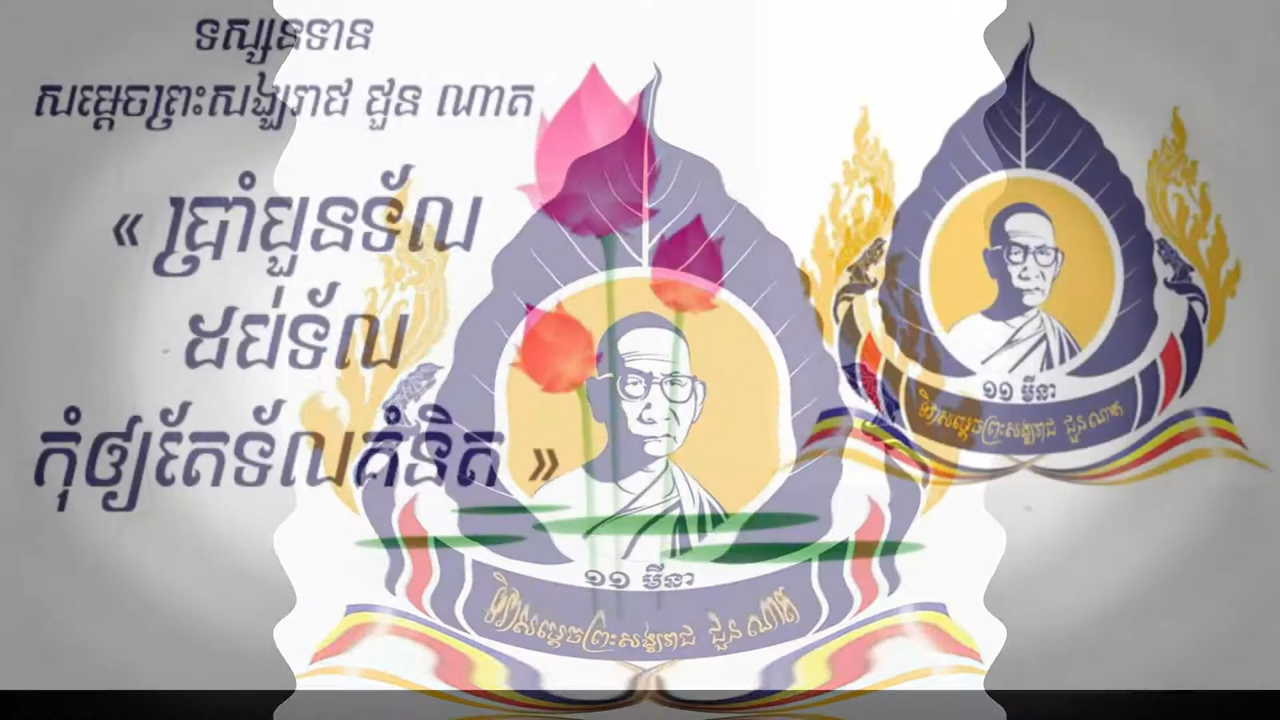 ទស្សនទាន
សម្ដេចព្រះសង្ឃរាជ ជួន ណាត
« ប្រាំបួនទ័ល
ដប់ទ័ល
កុំឲ្យតែទ័លគំនិត »
១១ មីនា
ទិវាសម្ដេចព្រះសង្ឃរាជ ជួន ណាត
១១ មីនា
ទិវាសម្ដេចព្រះសង្ឃរាជ ជួន ណាត